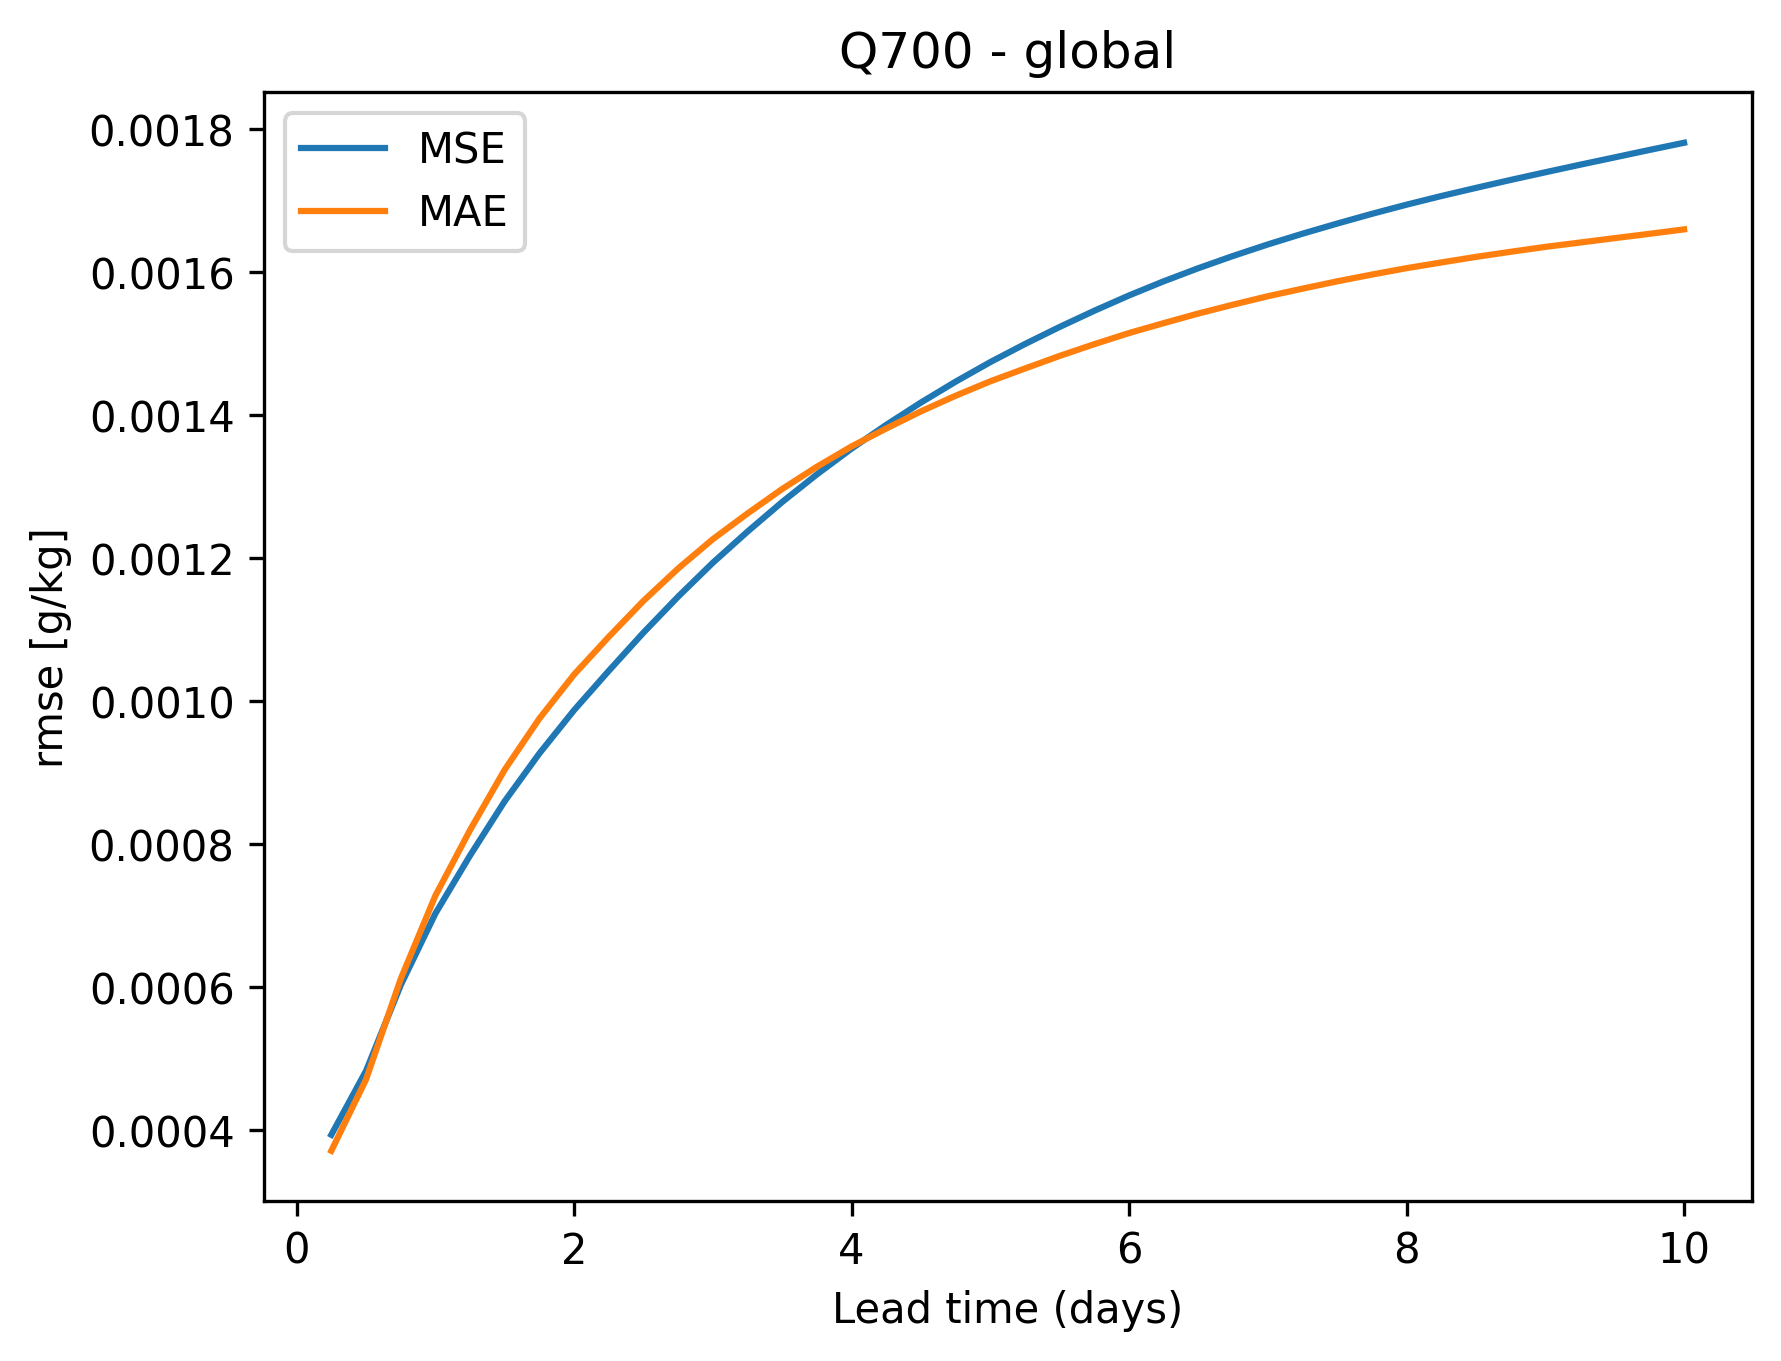 Q700 - global
MSE
MAE
0.0018
0.0016
0.0014
0.0012
0.0010
0.0008
0.0006
0.0004
rmse [g/kg]
0 2 4 6 8 10
Lead time (days)